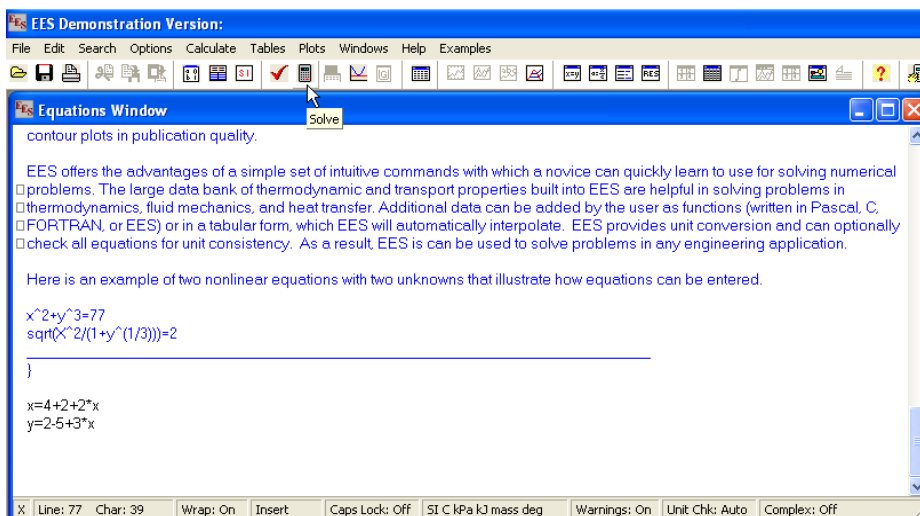 EES Demonstration Version:
File Edit Search Options Calculate Tables Plots Windows Help Examples
Solve
Equations Window
contour plots in publication quality.
EES offers the advantages of a simple set of intuitive commands with which a novice can quickly learn to use for solving numerical
problems. The large data bank of thermodynamic and transport properties built into EES are helpful in solving problems in
thermodynamics, fluid mechanics, and heat transfer. Additional data can be added by the user as functions (written in Pascal, C,
FORTRAN, or EES) or in a tabular form, which EES will automatically interpolate. EES provides unit conversion and can optionally
check all equations for unit consistency. As a result, EES is can be used to solve problems in any engineering application.
Here is an example of two nonlinear equations with two unknowns that illustrate how equations can be entered.
x^2+y^3=77
sqrt(X^2/(1+y^(1/3)))=2
}
x=4+2+2*x
y=2-5+3*x
X Line: 77 Char: 39 Wrap: On Insert Caps Lock: Off SI C kPa kJ mass deg Warnings: On Unit Chk: Auto Complex: Off